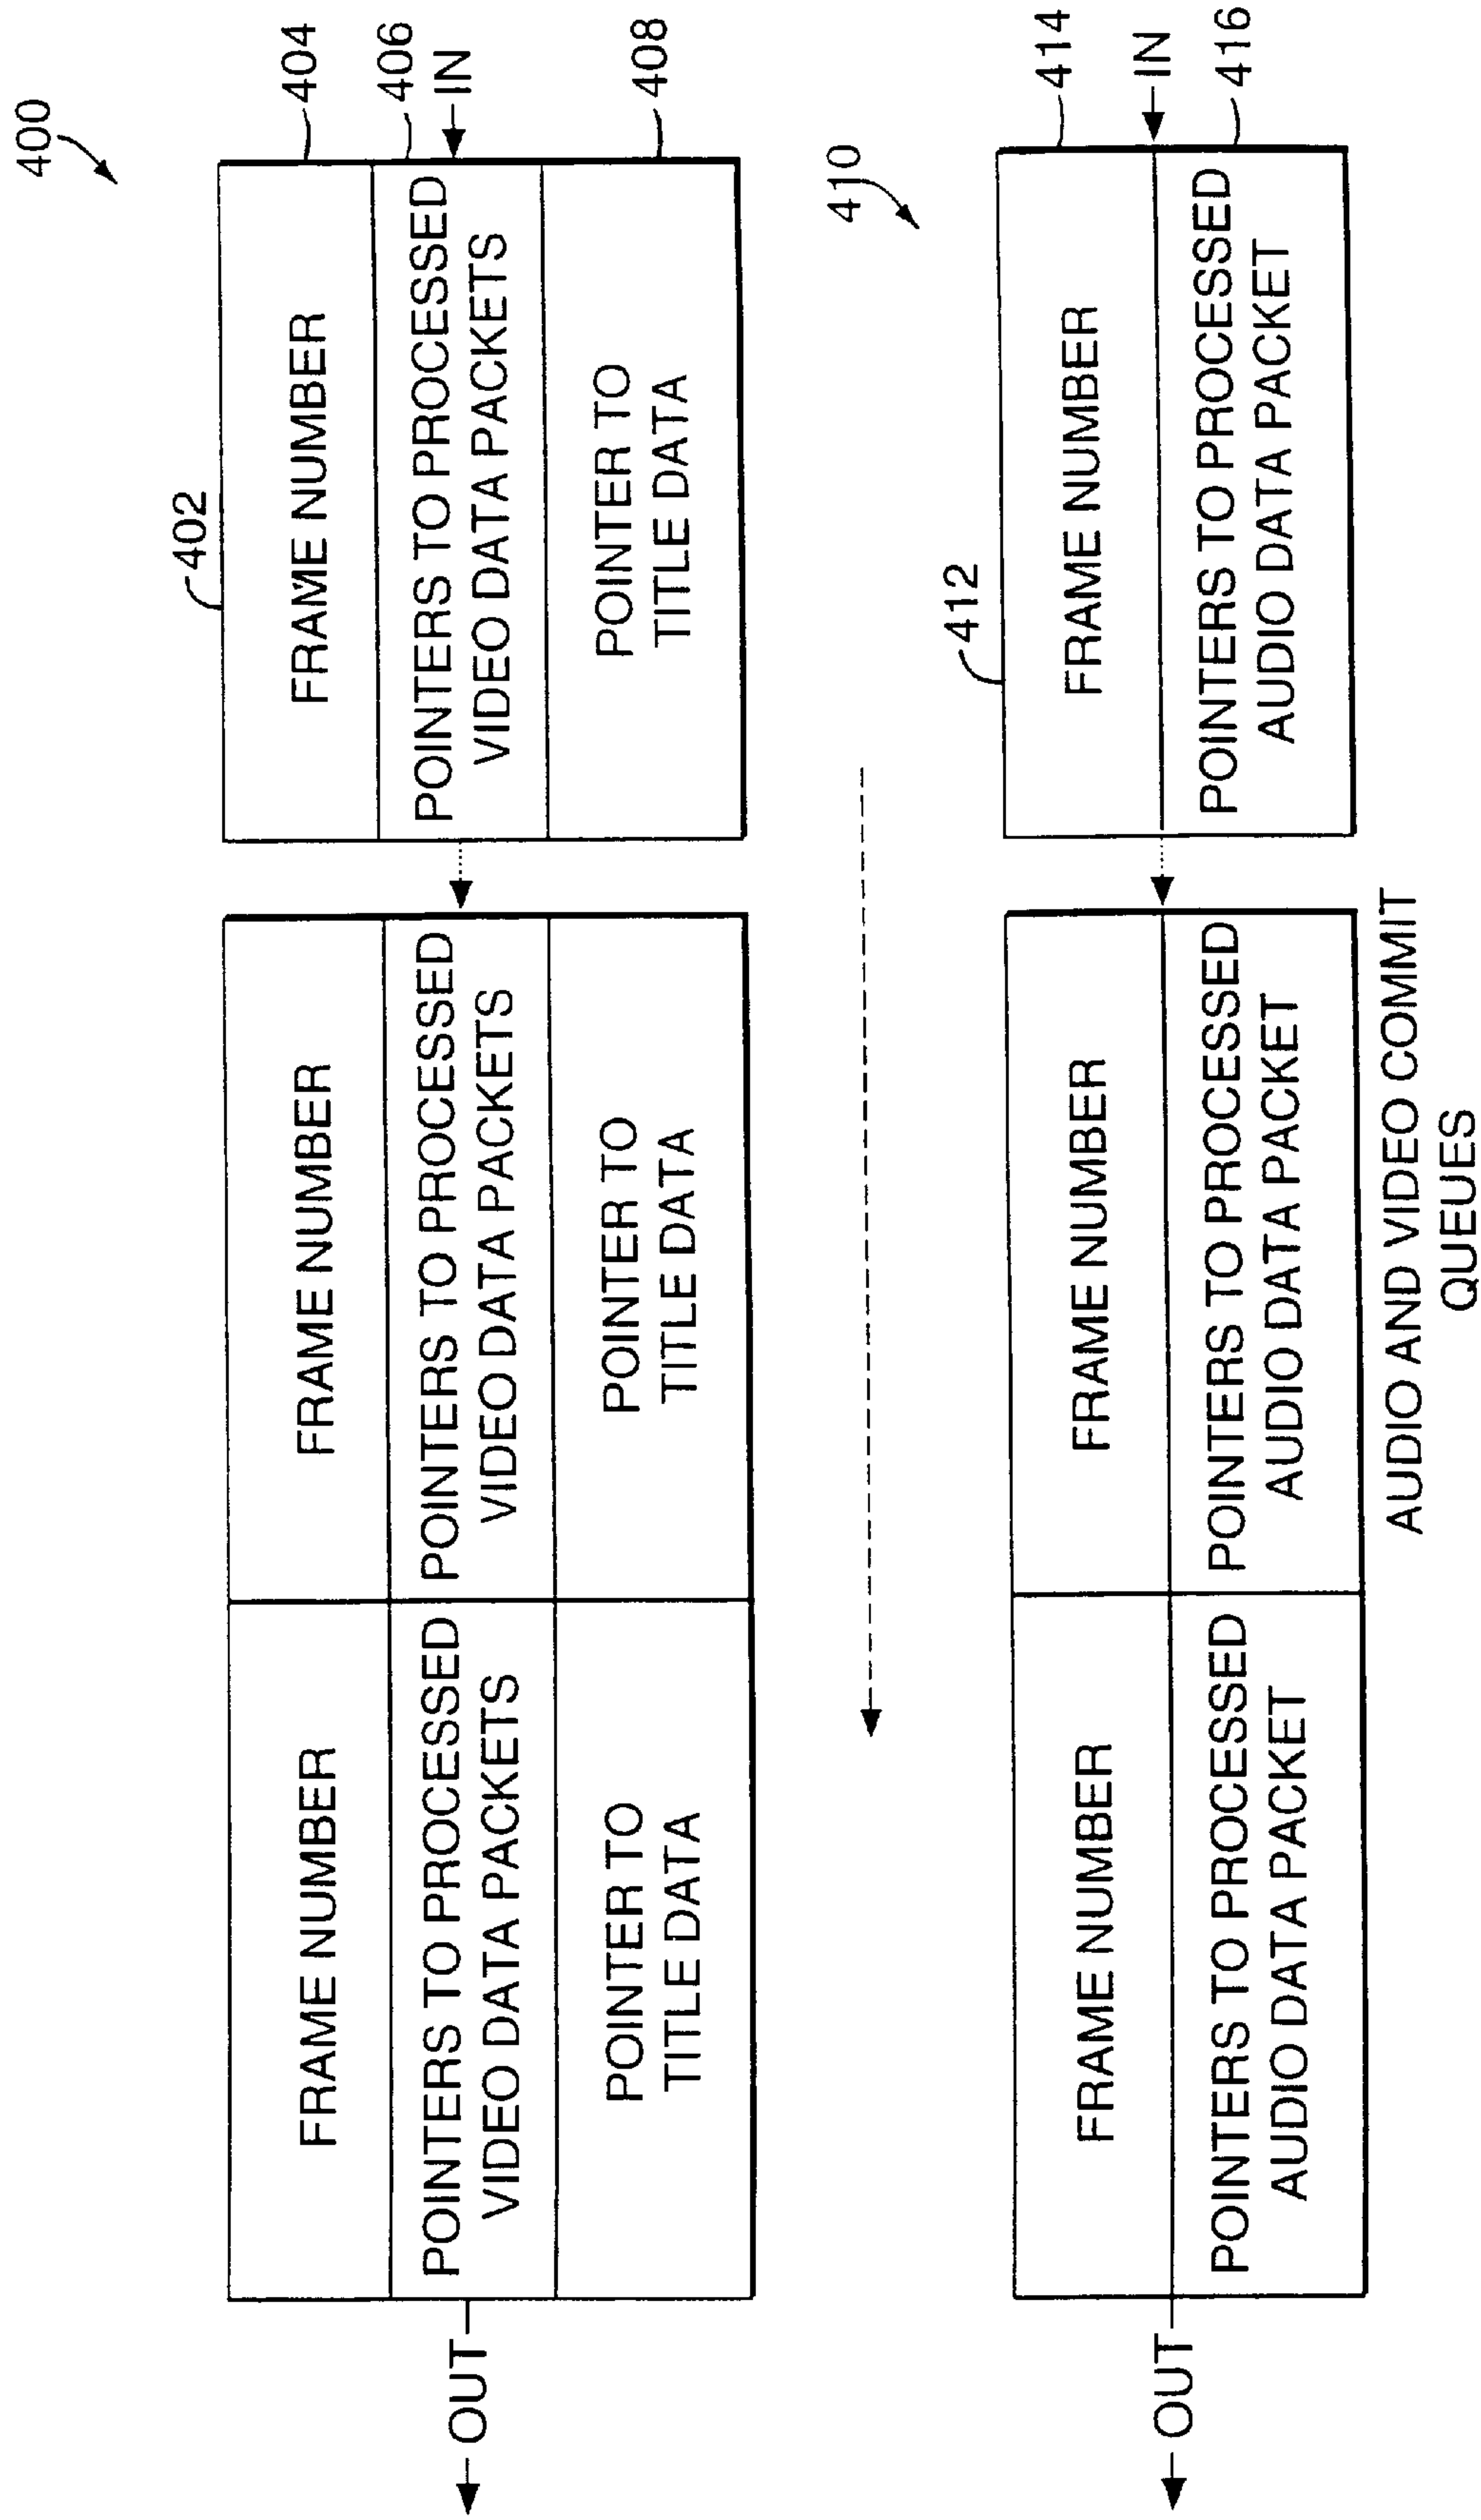 400
402
404
406
IN
408
FRAME NUMBER
FRAME NUMBER
FRAME NUMBER
OUT
POINTERS TO PROCESSED
VIDEO DATA PACKETS
POINTERS TO PROCESSED
VIDEO DATA PACKETS
POINTERS TO PROCESSED
VIDEO DATA PACKETS
POINTER TO
TITLE DATA
POINTER TO
TITLE DATA
POINTER TO
TITLE DATA
410
412
414
IN
416
FRAME NUMBER
FRAME NUMBER
FRAME NUMBER
OUT
POINTERS TO PROCESSED
AUDIO DATA PACKET
POINTERS TO PROCESSED
AUDIO DATA PACKET
POINTERS TO PROCESSED
AUDIO DATA PACKET
AUDIO AND VIDEO COMMIT
QUEUES